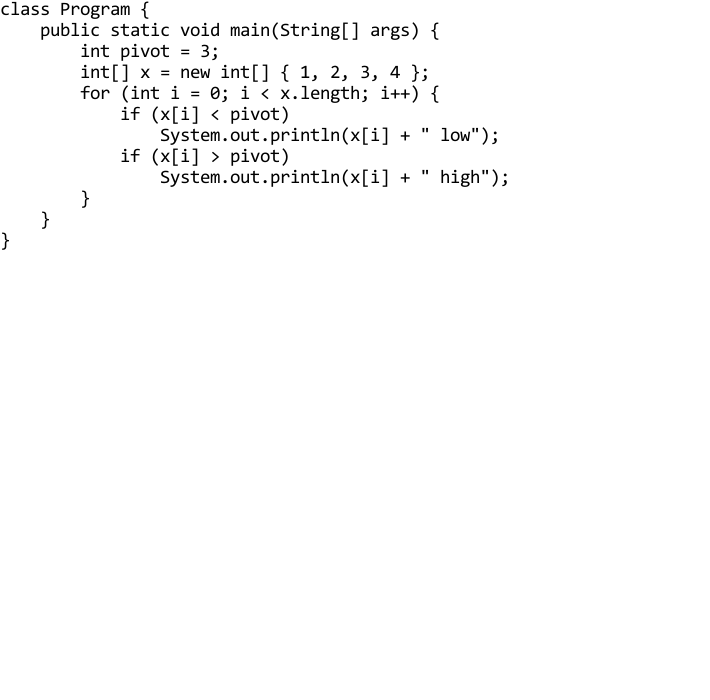 class Program {
    public static void main(String[] args) {
        int pivot = 3;
        int[] x = new int[] { 1, 2, 3, 4 };
        for (int i = 0; i < x.length; i++) {
            if (x[i] < pivot)
                System.out.println(x[i] + " low");
            if (x[i] > pivot)
                System.out.println(x[i] + " high");
        }
    }
}